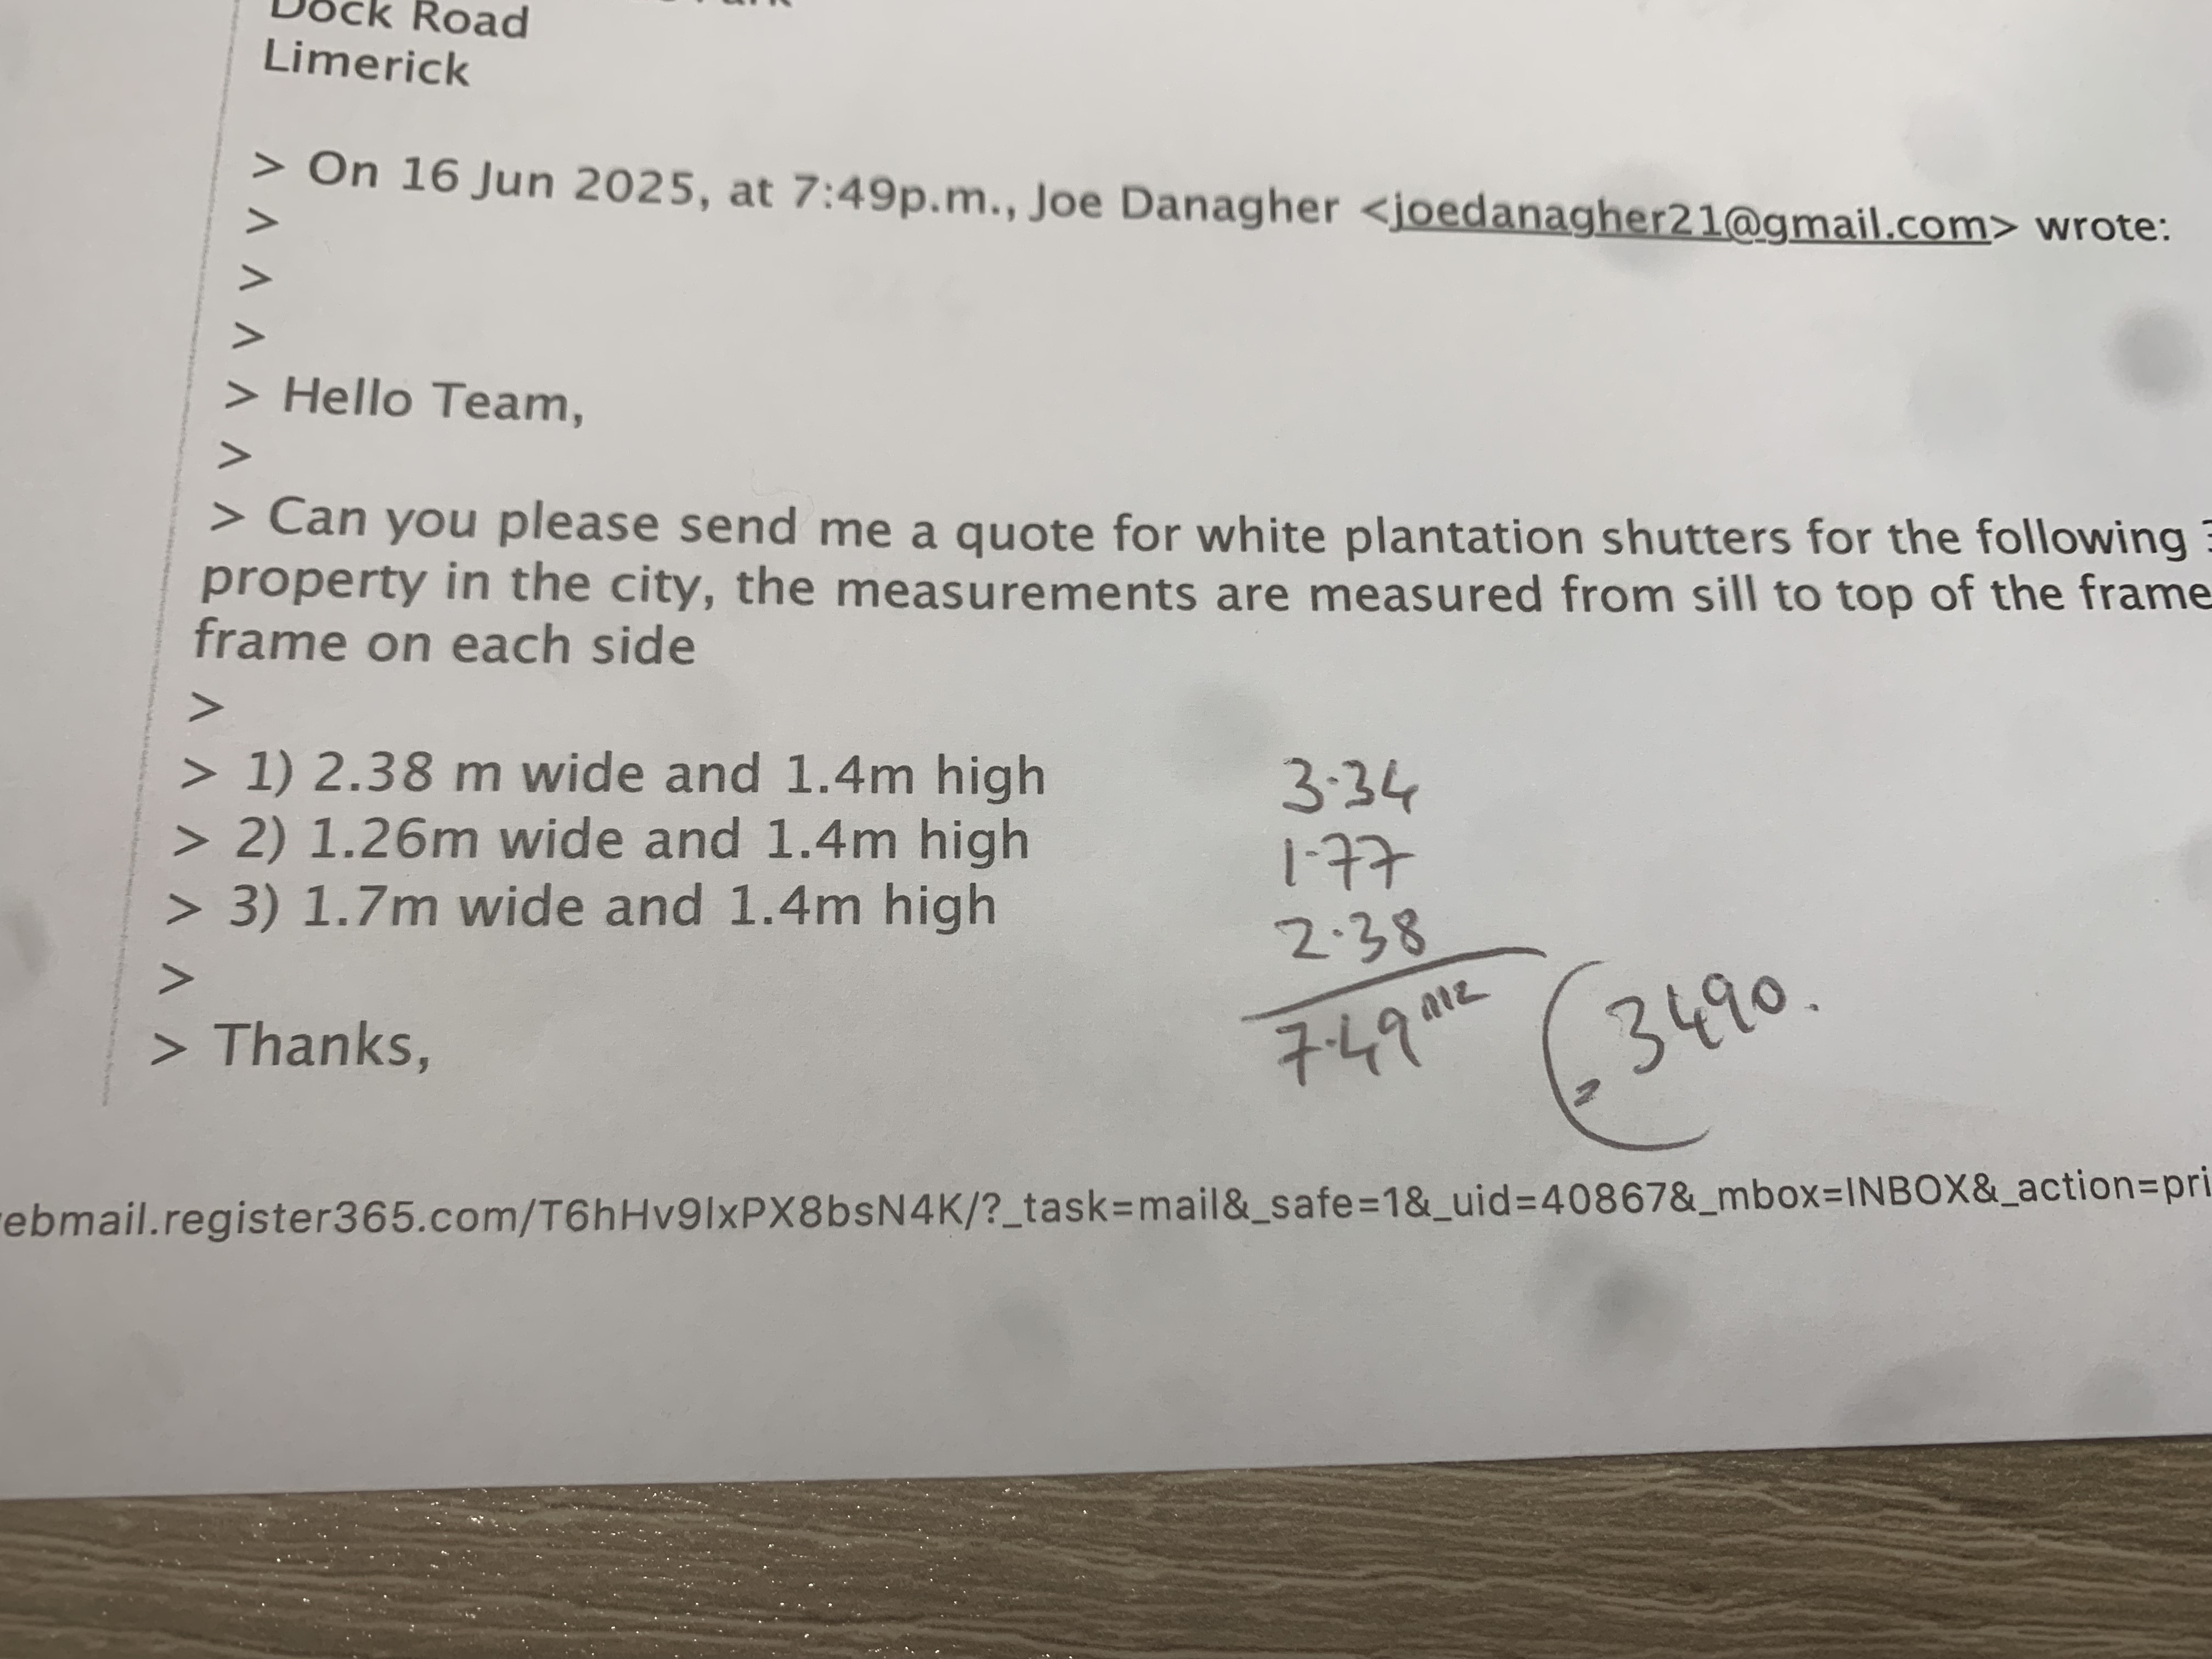 Dock Road
Limerick
> On 16 Jun 2025, at 7:49p.m., Joe Danagher <joedanagher21@gmail.com> wrote:
>
>
>
> Hello Team,
>
> Can you please send me a quote for white plantation shutters for the following
property in the city, the measurements are measured from sill to top of the frame
frame on each side
>
> 1) 2.38 m wide and 1.4m high 3.34
> 2) 1.26m wide and 1.4m high 1.77
> 3) 1.7m wide and 1.4m high 2.38
>
7.49 m2 = 3490.
> Thanks,
ebmail.register365.com/T6hHv9lxPX8bsN4K/?_task=mail&_safe=1&_uid=40867&_mbox=INBOX&_action=pri